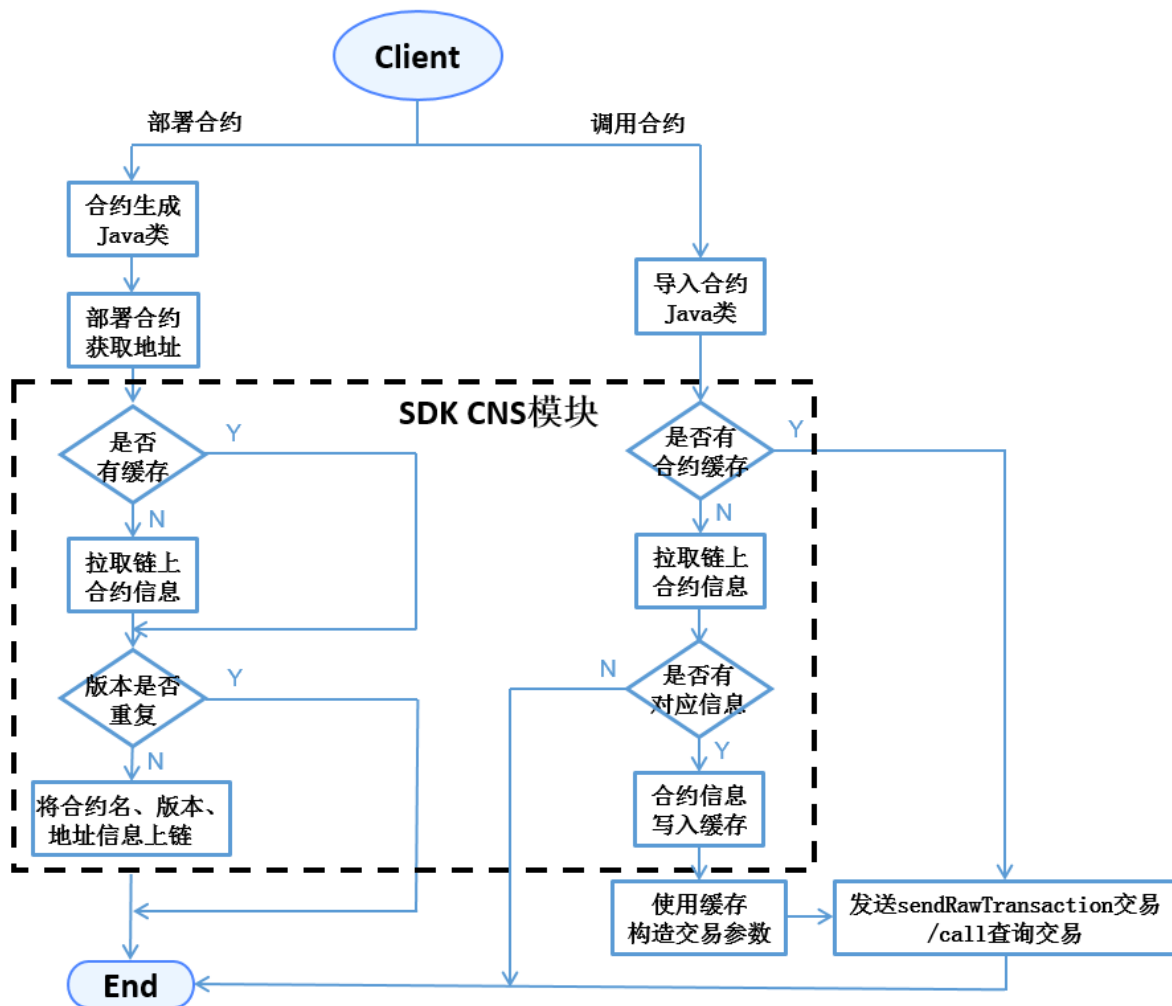 Client
部署合约
调用合约
合约生成
Java类
部署合约
获取地址
导入合约
Java类
SDK CNS模块
是否
有缓存
Y
N
拉取链上
合约信息
版本是否
重复
Y
N
将合约名、版本、
地址信息上链
是否有
合约缓存
Y
N
拉取链上
合约信息
是否有
对应信息
N
Y
合约信息
写入缓存
使用缓存
构造交易参数
发送sendRawTransaction交易
/call查询交易
End